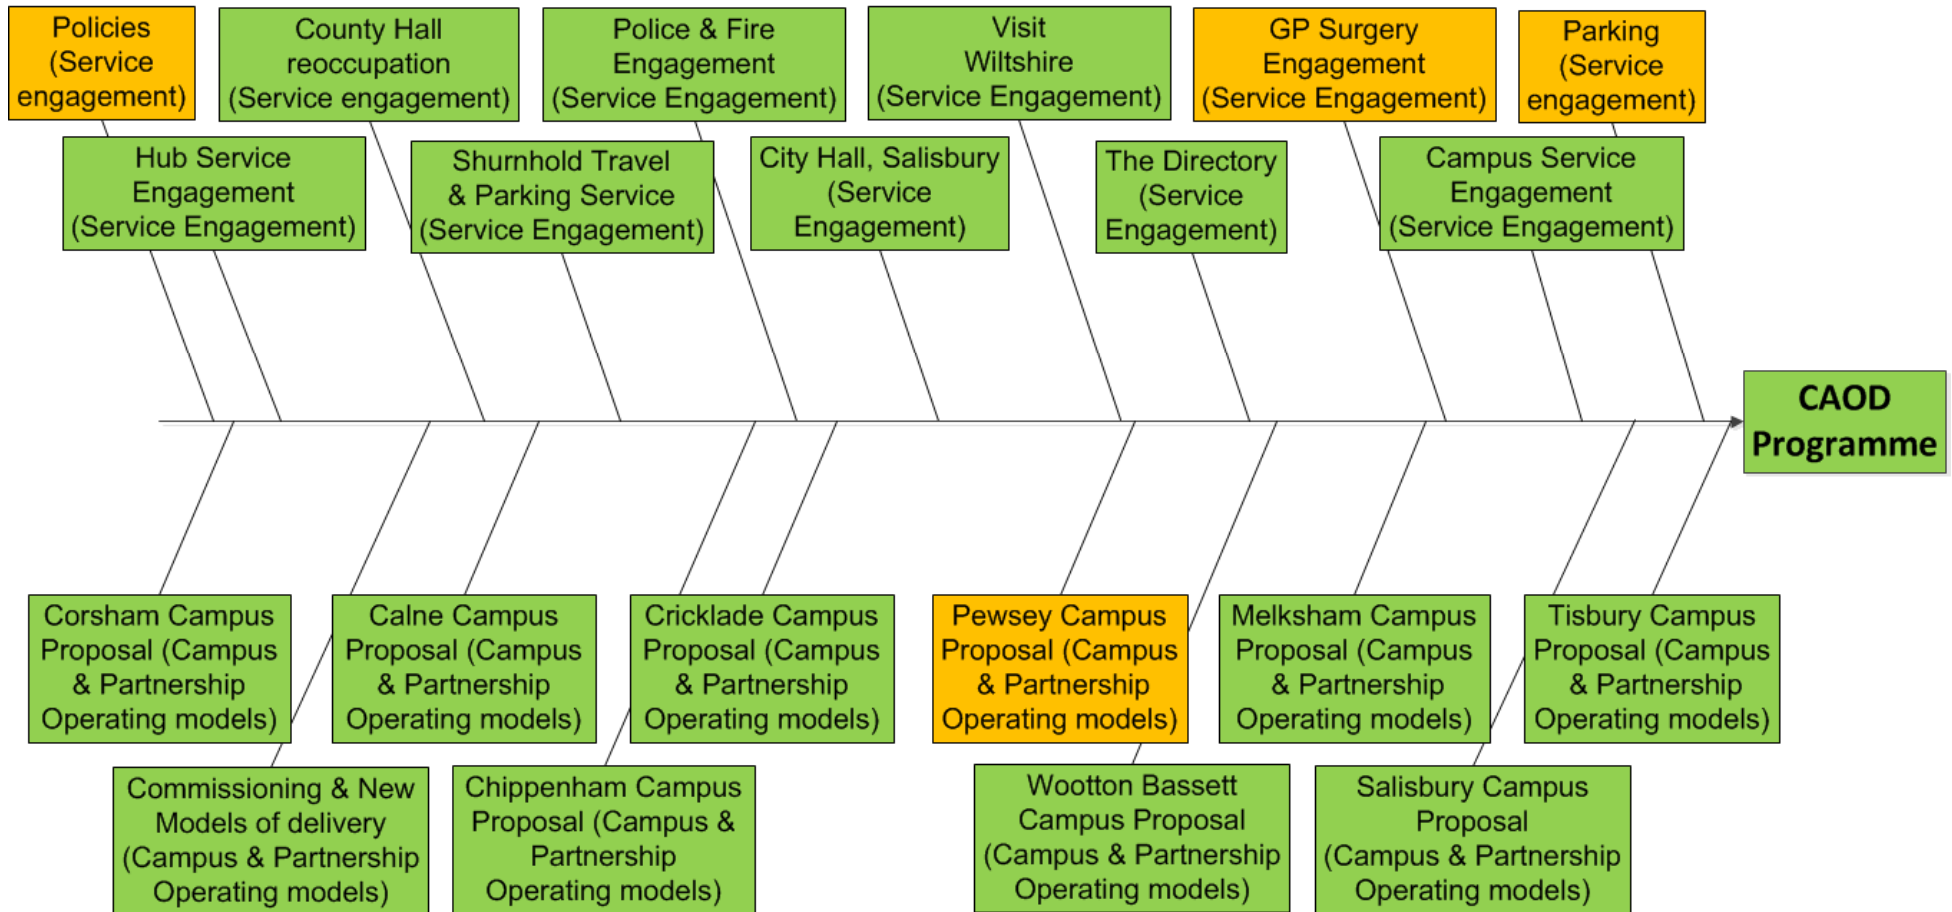 Policies
(Service
engagement)
County Hall
reoccupation
(Service engagement)
Police & Fire
Engagement
(Service Engagement)
Visit
Wiltshire
(Service Engagement)
GP Surgery
Engagement
(Service Engagement)
Parking
(Service
engagement)
Hub Service
Engagement
(Service Engagement)
Shurnhold Travel
& Parking Service
(Service Engagement)
City Hall, Salisbury
(Service
Engagement)
The Directory
(Service
Engagement)
Campus Service
Engagement
(Service Engagement)
CAOD
Programme
Corsham Campus
Proposal (Campus
& Partnership
Operating models)
Calne Campus
Proposal (Campus
& Partnership
Operating models)
Cricklade Campus
Proposal (Campus
& Partnership
Operating models)
Pewsey Campus
Proposal (Campus
& Partnership
Operating models)
Melksham Campus
Proposal (Campus
& Partnership
Operating models)
Tisbury Campus
Proposal (Campus
& Partnership
Operating models)
Commissioning & New
Models of delivery
(Campus & Partnership
Operating models)
Chippenham Campus
Proposal (Campus &
Partnership
Operating models)
Wootton Bassett
Campus Proposal
(Campus & Partnership
Operating models)
Salisbury Campus
Proposal
(Campus & Partnership
Operating models)